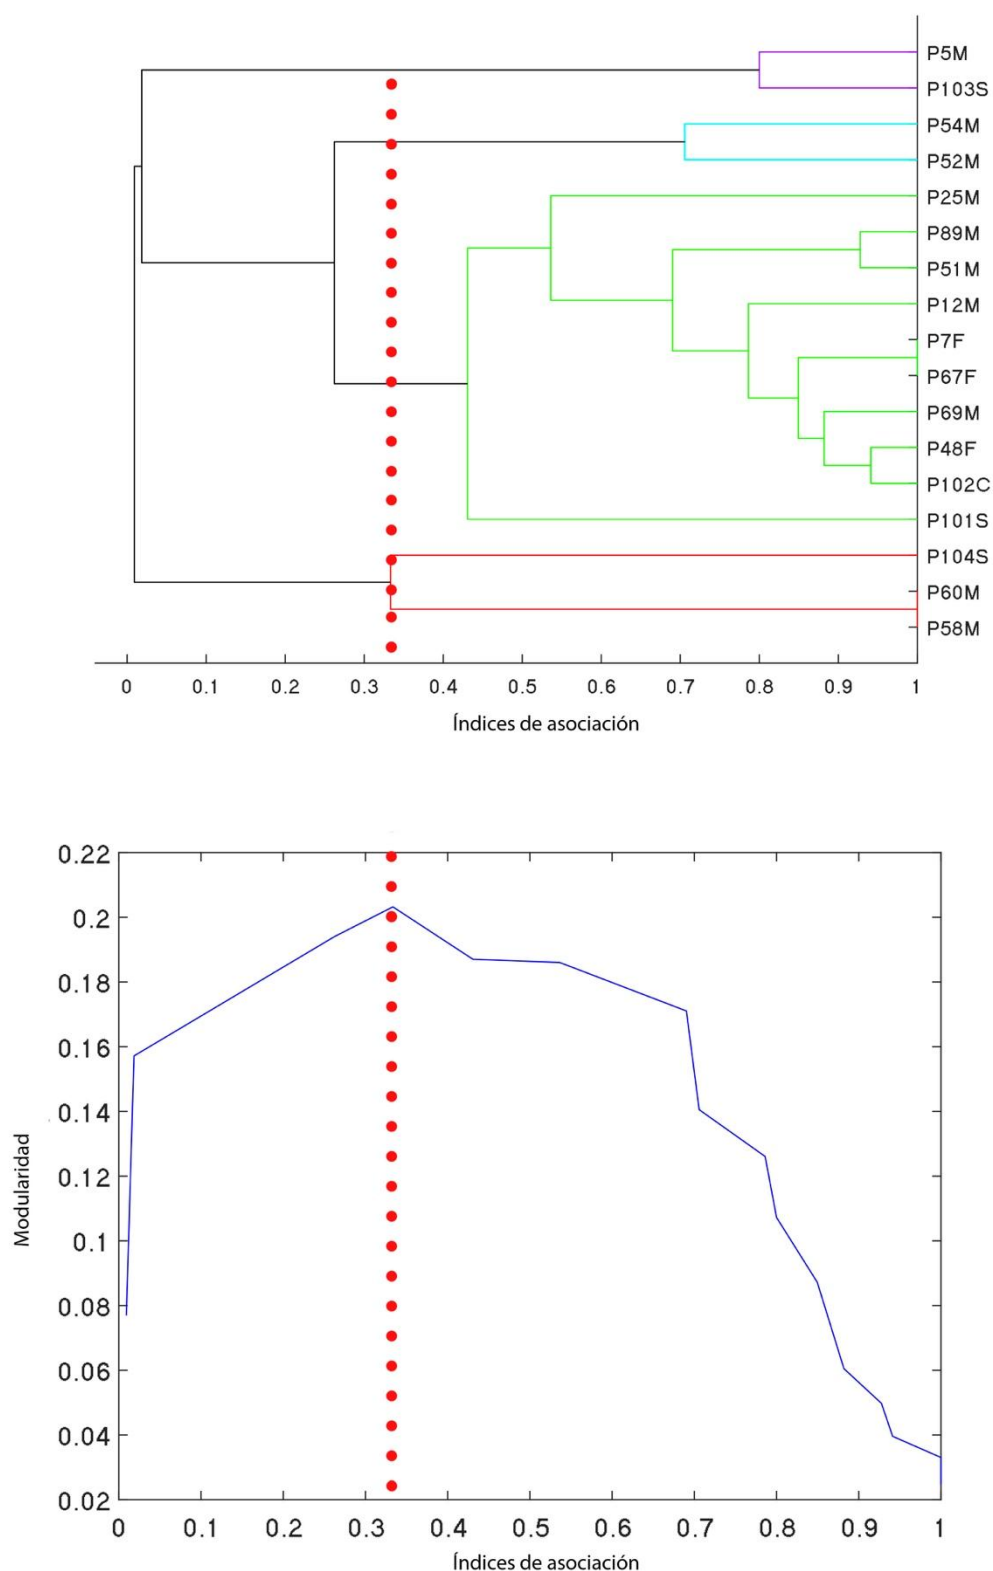 P5M
P103S
P54M
P52M
P25M
P89M
P51M
P12M
P7F
P67F
P69M
P48F
P102C
P101S
P104S
P60M
P58M
0 0.1 0.2 0.3 0.4 0.5 0.6 0.7 0.8 0.9 1
Índices de asociación
0.22
0.2
0.18
0.16
0.14
0.12
0.1
0.08
0.06
0.04
0.02
Modularidad
0 0.1 0.2 0.3 0.4 0.5 0.6 0.7 0.8 0.9 1
Índices de asociación